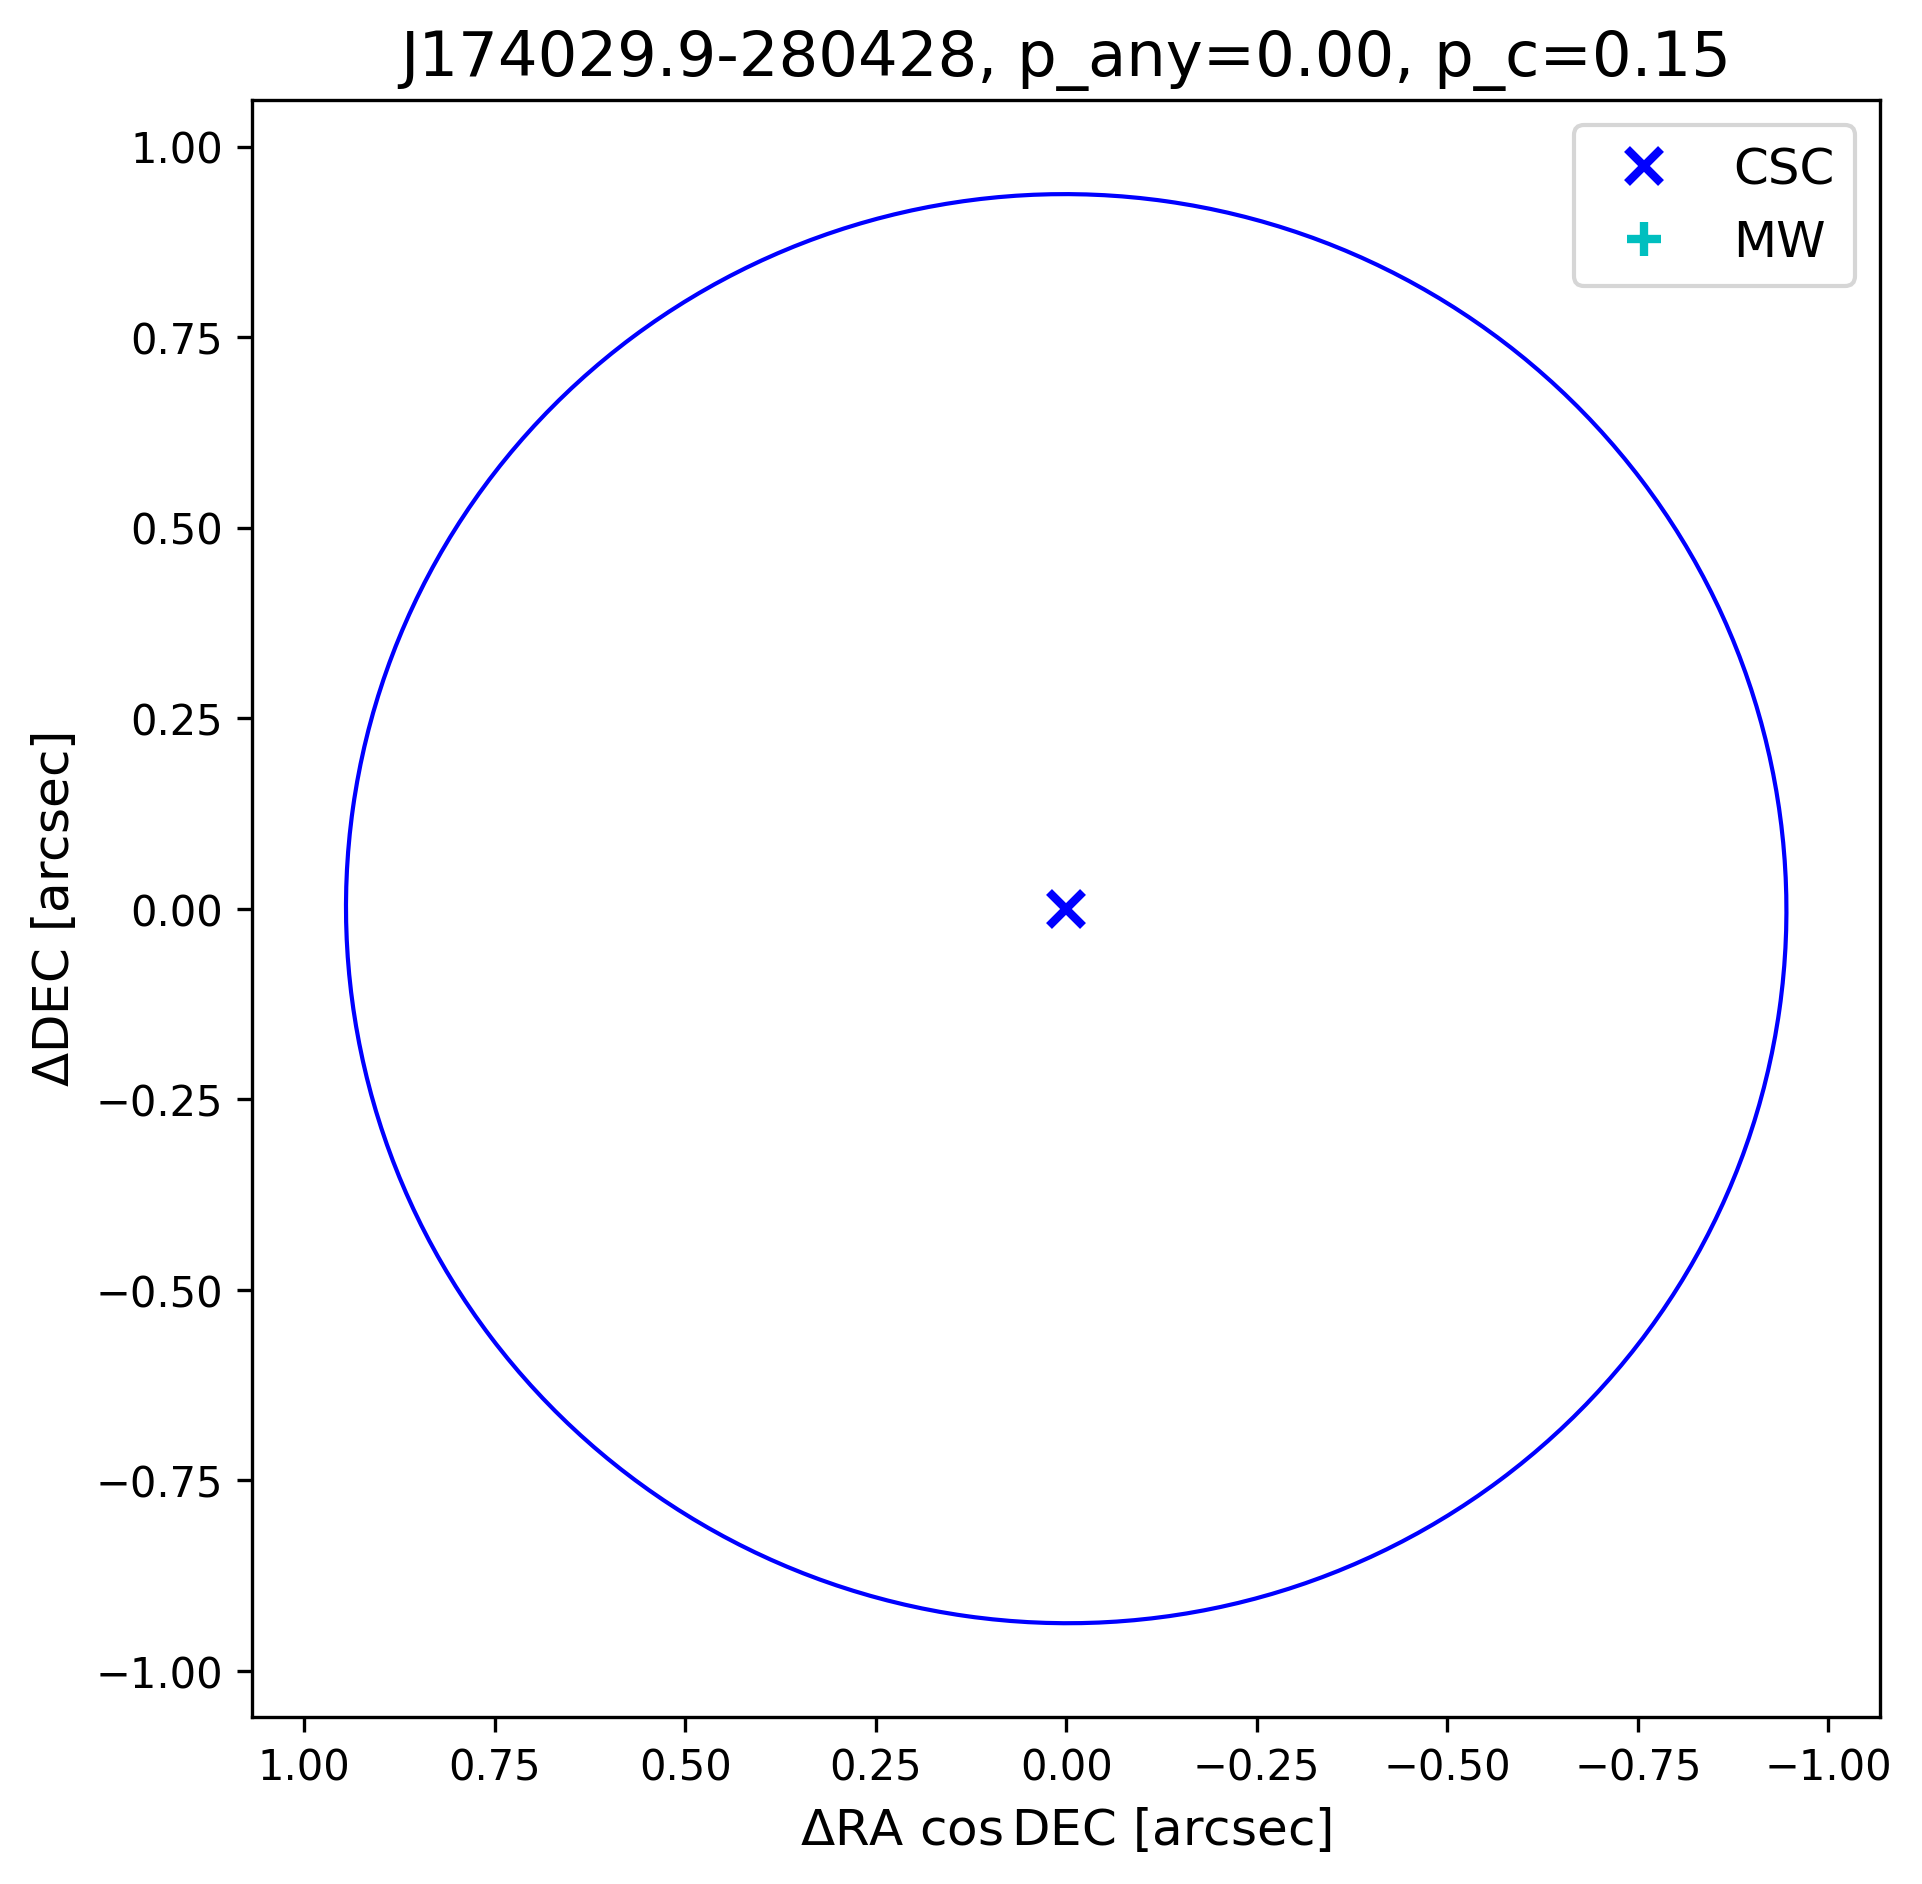 J174029.9-280428, p_any=0.00, p_c=0.15
CSC
MW
1.00
0.75
0.50
0.25
0.00
−0.25
−0.50
−0.75
−1.00
ΔDEC [arcsec]
1.00 0.75 0.50 0.25 0.00 −0.25 −0.50 −0.75 −1.00
ΔRA cos DEC [arcsec]